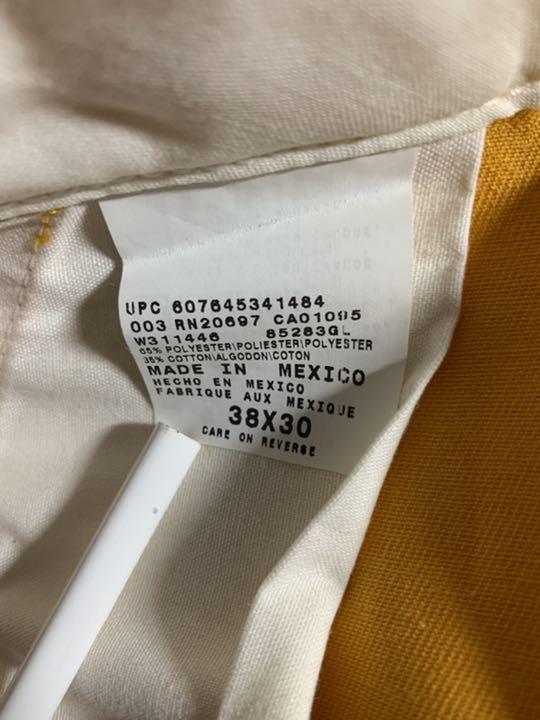 UPC 607645341484
003 RN20697 CA01095
W311446 85283GL
65% POLYESTER\POLIESTER\POLYESTER
35% COTTON\ALGODON\COTON
MADE IN MEXICO
HECHO EN MEXICO
FABRIQUE AUX MEXIQUE
38X30
CARE ON REVERSE